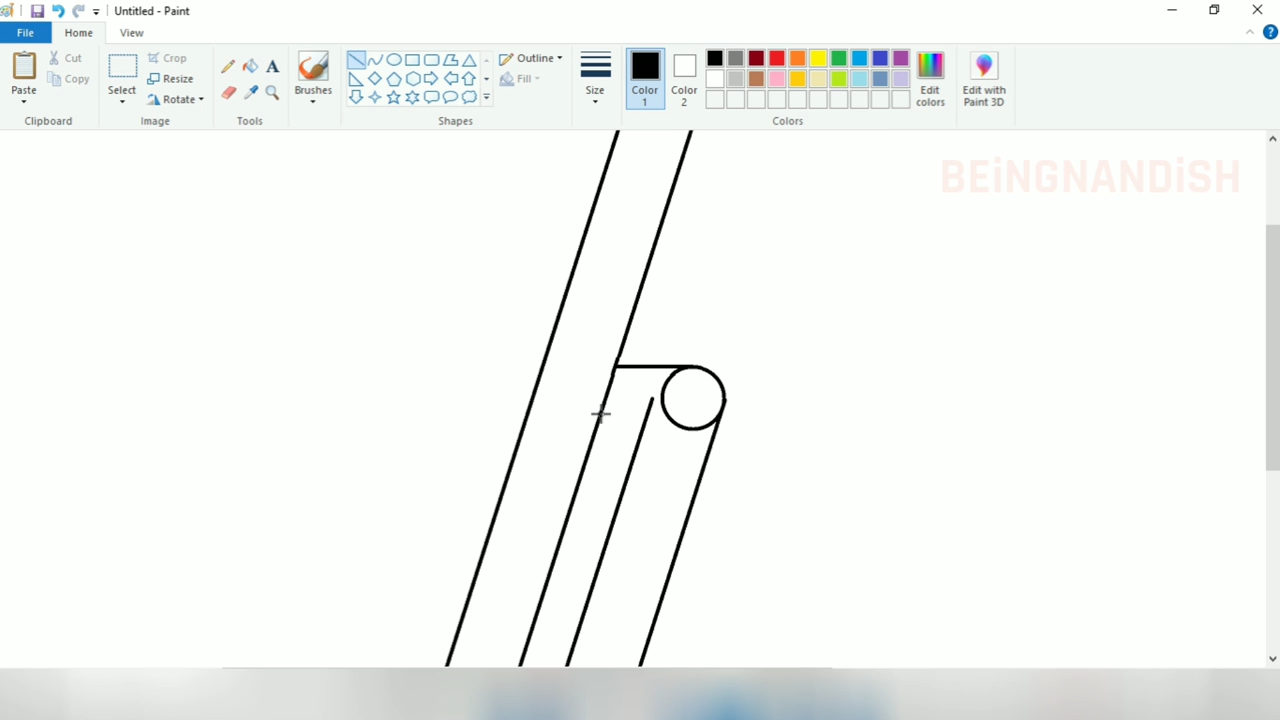 Untitled - Paint
File
Home
View
Paste
Cut
Copy
Clipboard
Select
Crop
Resize
Rotate
Image
A
Tools
Brushes
Shapes
Outline
Fill
Size
Color 1
Color 2
Colors
Edit colors
Edit with Paint 3D
?
BEiNGNANDiSH